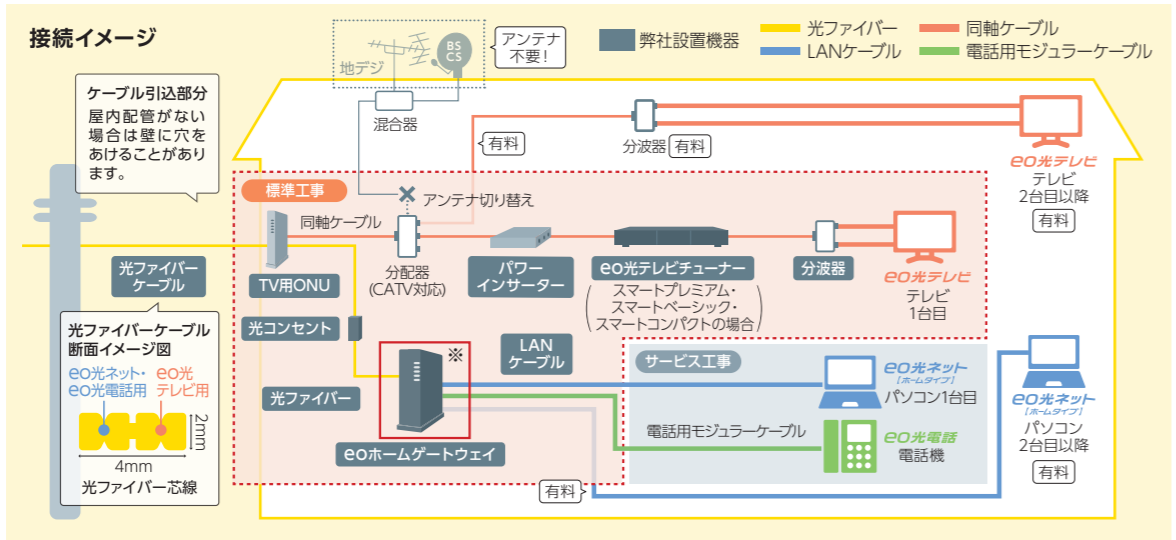 接続イメージ
地デジ
BS
CS
アンテナ
不要！
弊社設置機器
光ファイバー
同軸ケーブル
LANケーブル
電話用モジュラーケーブル
ケーブル引込部分
屋内配管がない
場合は壁に穴を
あけることがあり
ます。
混合器
有料
分波器
有料
eo光テレビ
テレビ
2台目以降
有料
標準工事
アンテナ切り替え
同軸ケーブル
TV用ONU
分配器
(CATV対応)
パワー
インサーター
eo光テレビチューナー
スマートプレミアム・
スマートベーシック・
スマートコンパクトの場合
分波器
eo光テレビ
テレビ
1台目
光ファイバー
ケーブル
光ファイバーケーブル
断面イメージ図
eo光ネット・
eo光電話用
eo光
テレビ用
2mm
4mm
光ファイバー芯線
光コンセント
光ファイバー
※
eoホームゲートウェイ
LAN
ケーブル
サービス工事
eo光ネット
【ホームタイプ】
パソコン1台目
電話用モジュラーケーブル
eo光電話
電話機
eo光ネット
【ホームタイプ】
パソコン
2台目以降
有料
有料